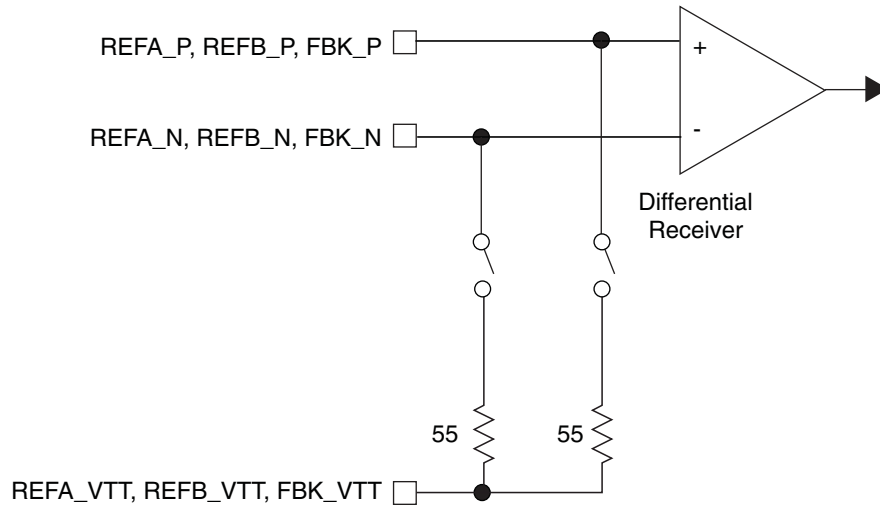 REFA_P, REFB_P, FBK_P
+
REFA_N, REFB_N, FBK_N
-
Differential
Receiver
55
55
REFA_VTT, REFB_VTT, FBK_VTT